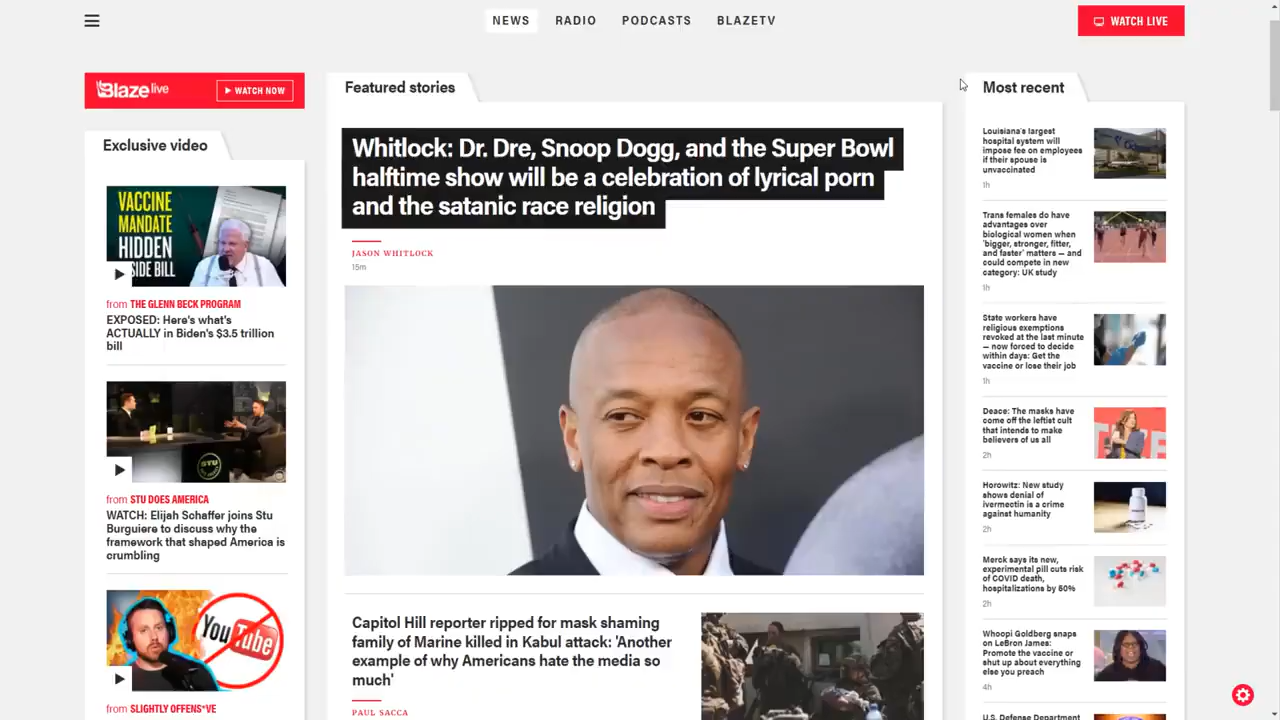 NEWS
RADIO
PODCASTS
BLAZETV
WATCH LIVE
Blaze live
WATCH NOW
Exclusive video
VACCINE
MANDATE
HIDDEN
IDE BILL
from THE GLENN BECK PROGRAM
EXPOSED: Here's what's
ACTUALLY in Biden's $3.5 trillion
bill
STU
from STU DOES AMERICA
WATCH: Elijah Schaffer joins Stu
Burguiere to discuss why the
framework that shaped America is
crumbling
YouTube
from SLIGHTLY OFFENS*VE
Featured stories
Whitlock: Dr. Dre, Snoop Dogg, and the Super Bowl
halftime show will be a celebration of lyrical porn
and the satanic race religion
JASON WHITLOCK
15m
Capitol Hill reporter ripped for mask shaming
family of Marine killed in Kabul attack: 'Another
example of why Americans hate the media so
much'
PAUL SACCA
Most recent
Louisiana's largest
hospital system will
impose fee on employees
if their spouse is
unvaccinated
1h
Trans females do have
advantages over
biological women when
'bigger, stronger, fitter,
and faster' matters — and
could compete in new
category: UK study
1h
State workers have
religious exemptions
revoked at the last minute
— now forced to decide
within days: Get the
vaccine or lose their job
1h
Deace: The masks have
come off the leftist cult
that intends to make
believers of us all
2h
Horowitz: New study
shows denial of
ivermectin is a crime
against humanity
2h
Merck says its new,
experimental pill cuts risk
of COVID death,
hospitalizations by 50%
2h
Whoopi Goldberg snaps
on LeBron James:
Promote the vaccine or
shut up about everything
else you preach
4h
U.S. Defense Department